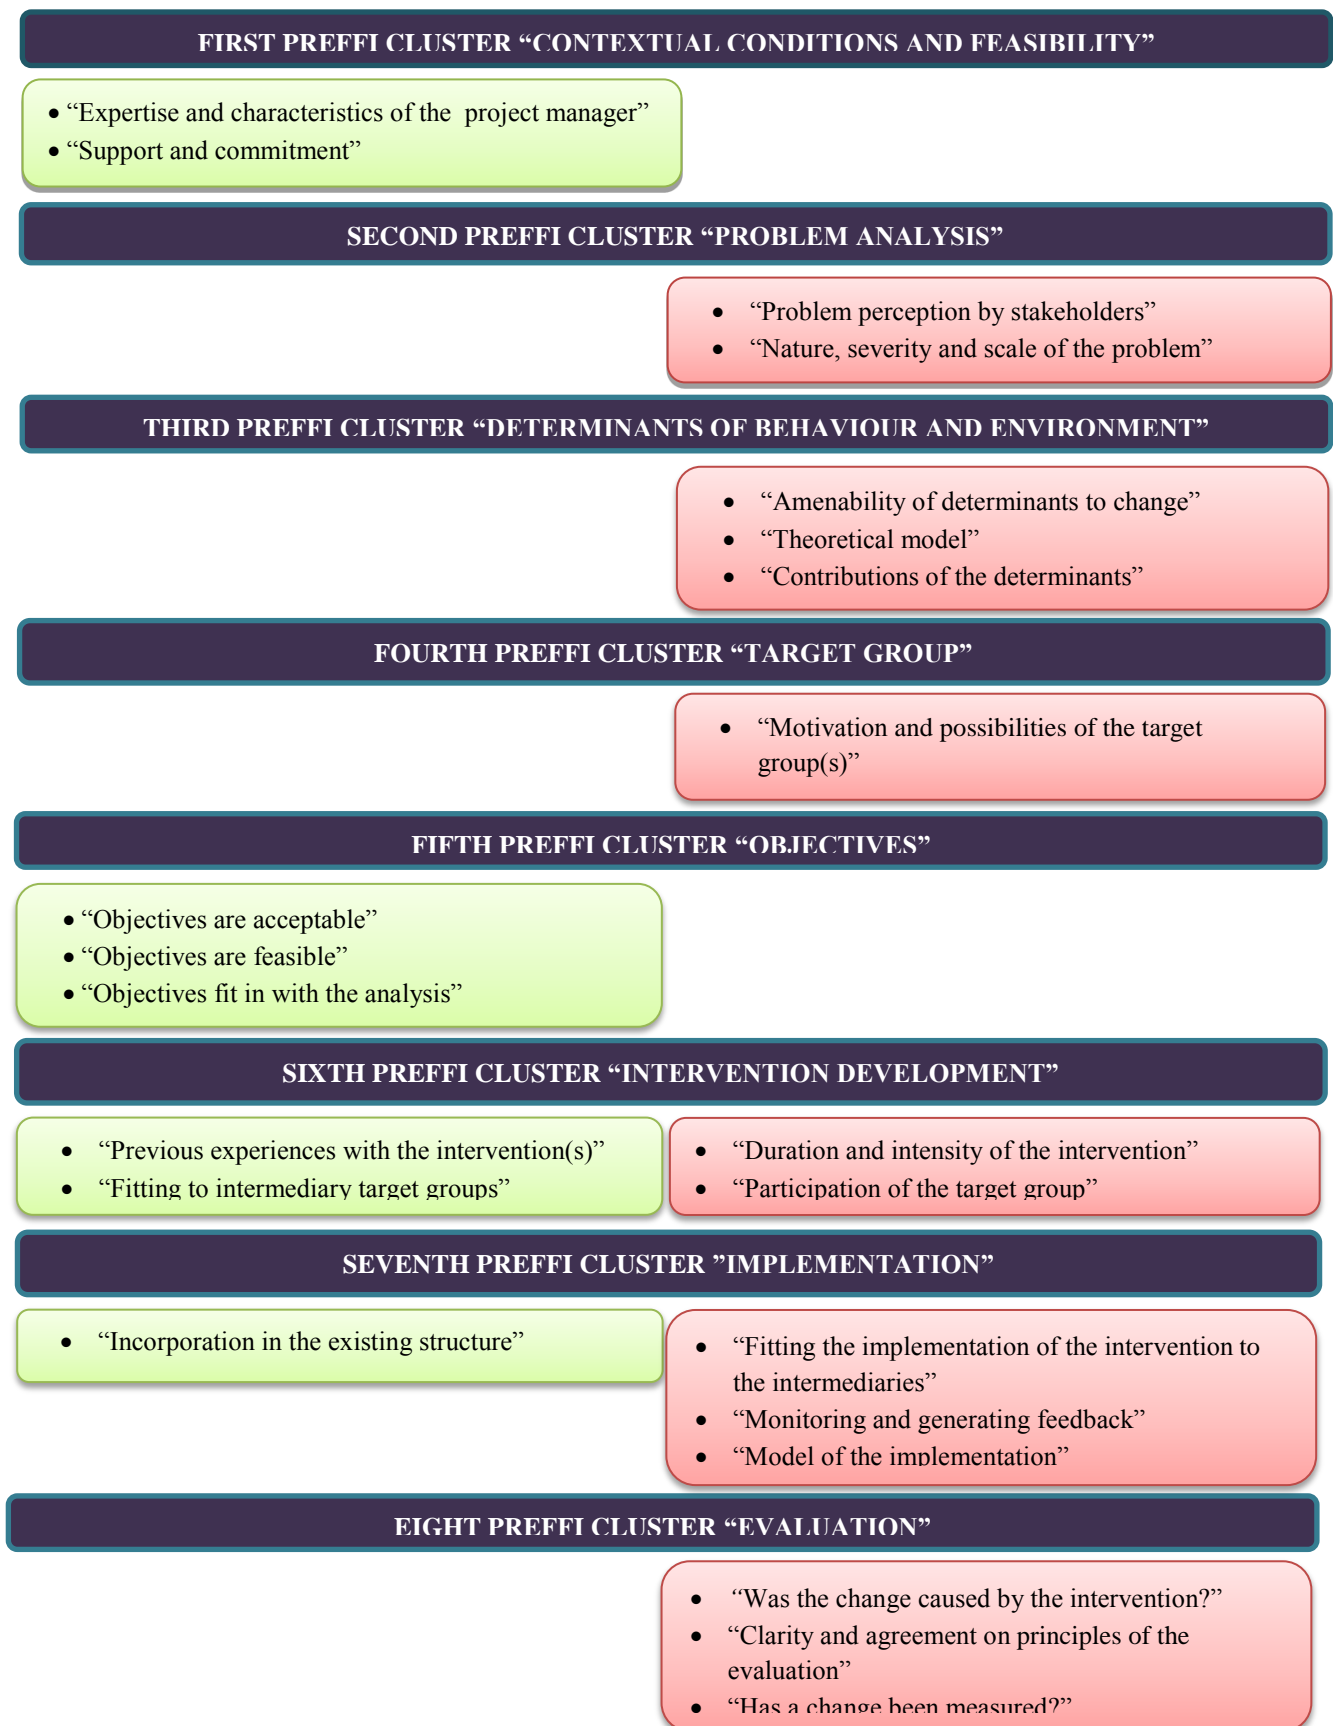 FIRST PREFFI CLUSTER “CONTEXTUAL CONDITIONS AND FEASIBILITY”
• “Expertise and characteristics of the project manager”
• “Support and commitment”
SECOND PREFFI CLUSTER “PROBLEM ANALYSIS”
• “Problem perception by stakeholders”
• “Nature, severity and scale of the problem”
THIRD PREFFI CLUSTER “DETERMINANTS OF BEHAVIOUR AND ENVIRONMENT”
• “Amenability of determinants to change”
• “Theoretical model”
• “Contributions of the determinants”
FOURTH PREFFI CLUSTER “TARGET GROUP”
• “Motivation and possibilities of the target
group(s)”
FIFTH PREFFI CLUSTER “OBJECTIVES”
• “Objectives are acceptable”
• “Objectives are feasible”
• “Objectives fit in with the analysis”
SIXTH PREFFI CLUSTER “INTERVENTION DEVELOPMENT”
• “Previous experiences with the intervention(s)”
• “Fitting to intermediary target groups”
• “Duration and intensity of the intervention”
• “Participation of the target group”
SEVENTH PREFFI CLUSTER ”IMPLEMENTATION”
• “Incorporation in the existing structure”
• “Fitting the implementation of the intervention to
the intermediaries”
• “Monitoring and generating feedback”
• “Model of the implementation”
EIGHT PREFFI CLUSTER “EVALUATION”
• “Was the change caused by the intervention?”
• “Clarity and agreement on principles of the
evaluation”
• “Has a change been measured?”